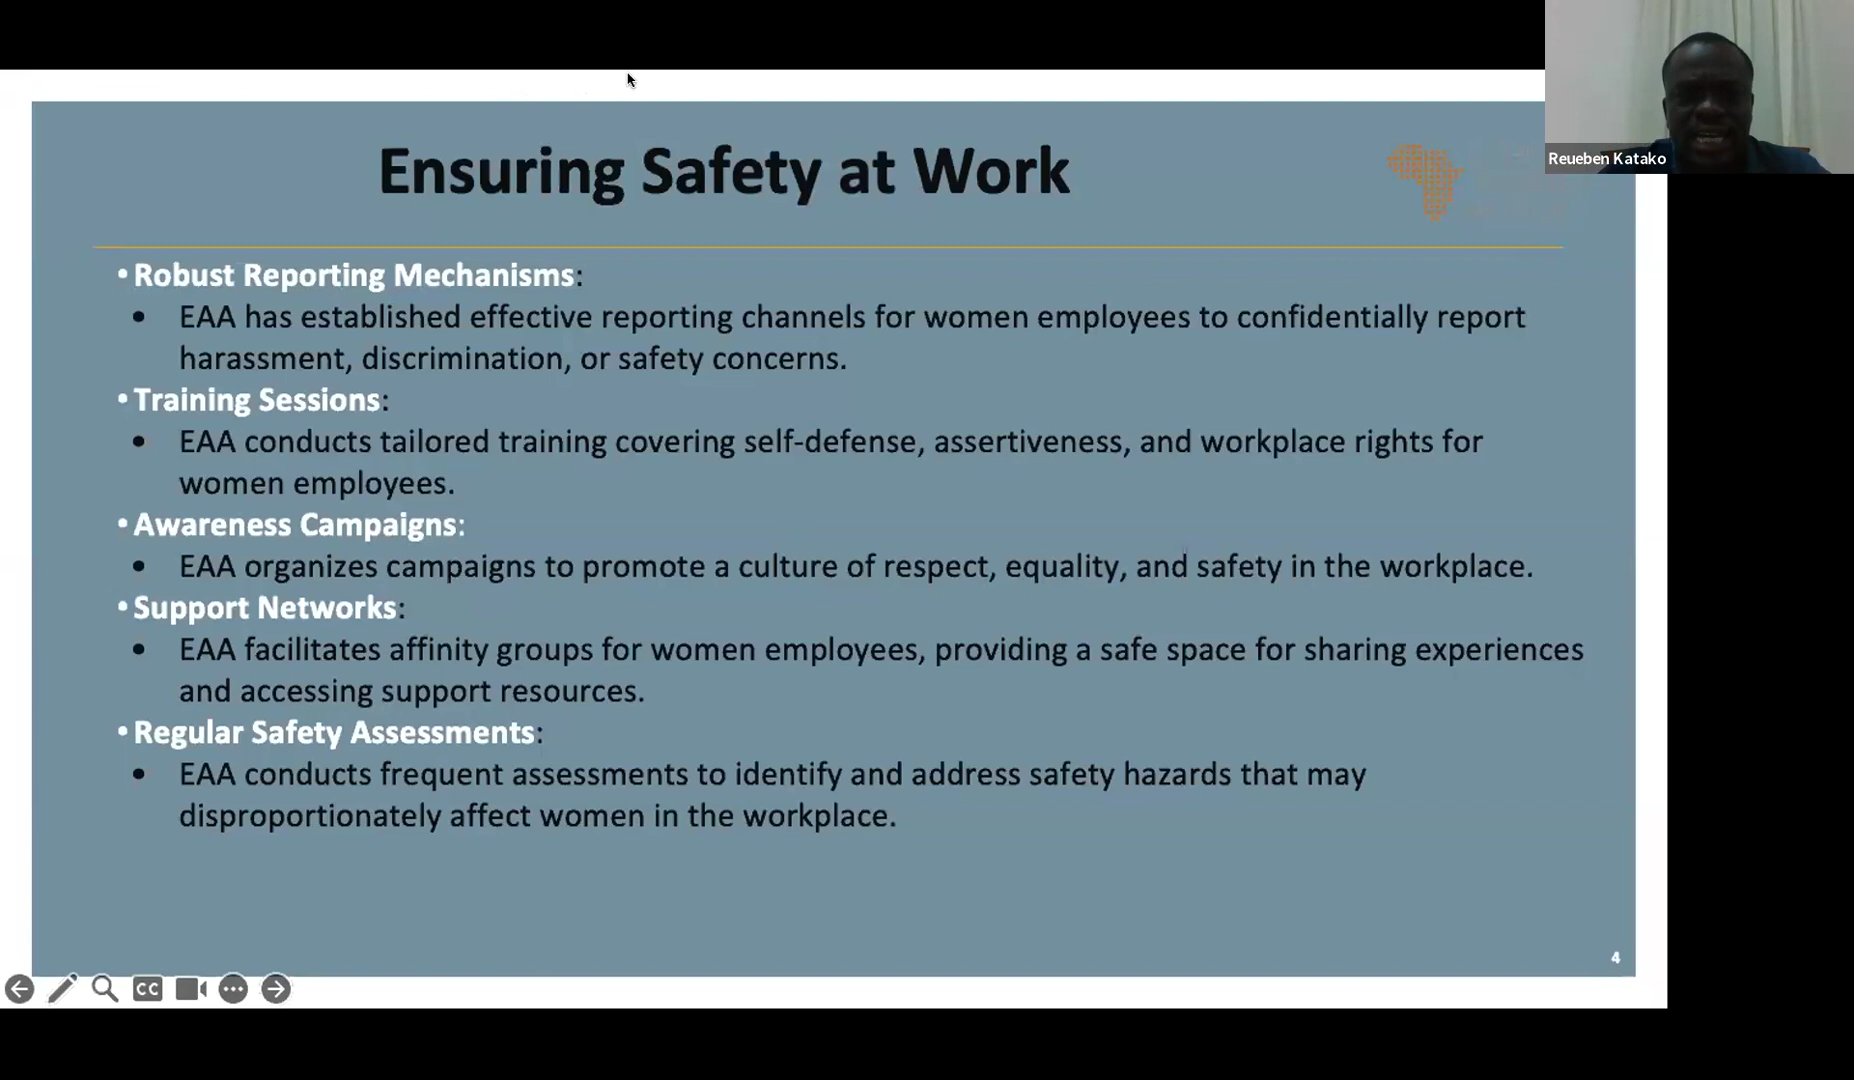 Ensuring Safety at Work
Reueben Katako
• Robust Reporting Mechanisms:
• EAA has established effective reporting channels for women employees to confidentially report
harassment, discrimination, or safety concerns.
• Training Sessions:
• EAA conducts tailored training covering self-defense, assertiveness, and workplace rights for
women employees.
• Awareness Campaigns:
• EAA organizes campaigns to promote a culture of respect, equality, and safety in the workplace.
• Support Networks:
• EAA facilitates affinity groups for women employees, providing a safe space for sharing experiences
and accessing support resources.
• Regular Safety Assessments:
• EAA conducts frequent assessments to identify and address safety hazards that may
disproportionately affect women in the workplace.
4
CC